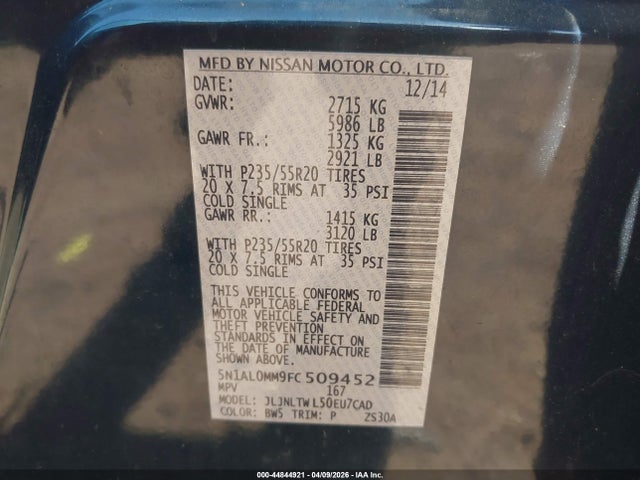 MFD BY NISSAN MOTOR CO., LTD.
DATE: 12/14
GVWR: 2715 KG
5986 LB
GAWR FR.: 1325 KG
2921 LB
WITH P235/55R20 TIRES
20 X 7.5 RIMS AT 35 PSI
COLD SINGLE
GAWR RR.: 1415 KG
3120 LB
WITH P235/55R20 TIRES
20 X 7.5 RIMS AT 35 PSI
COLD SINGLE
THIS VEHICLE CONFORMS TO
ALL APPLICABLE FEDERAL
MOTOR VEHICLE SAFETY AND
THEFT PREVENTION
STANDARDS IN EFFECT ON
THE DATE OF MANUFACTURE
SHOWN ABOVE.
5N1AL0MM9FC509452
MPV 167
MODEL: JLJNLTW L50EU7CAD
COLOR: BW5 TRIM: P ZS30A
000-44844921 - 04/09/2026 - IAA Holdings, LLC